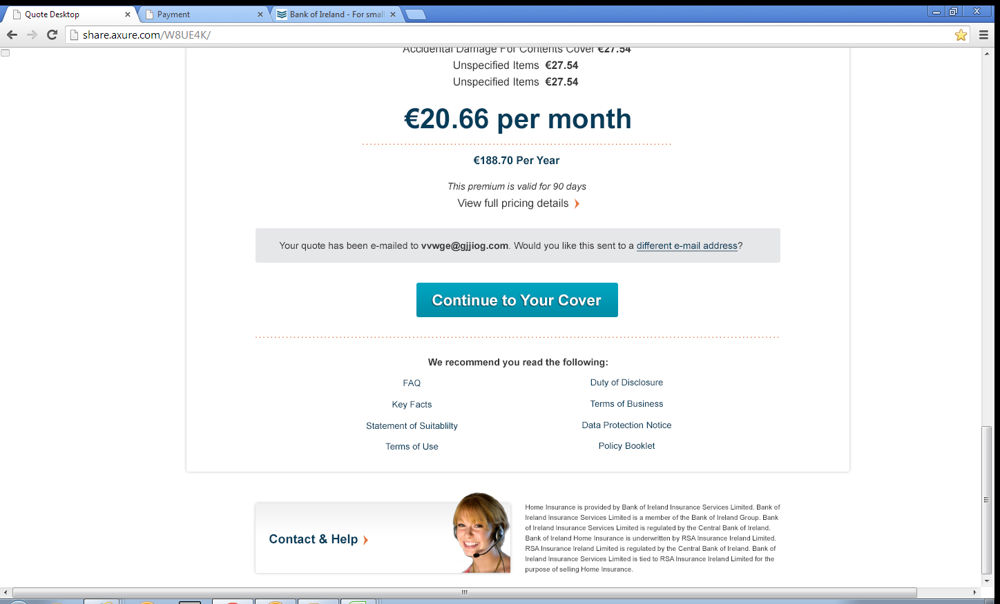 Quote Desktop
Payment
Bank of Ireland - For smal
share.axure.com/W8UE4K/
Accidental Damage For Contents Cover €27.54
Unspecified Items €27.54
Unspecified Items €27.54
€20.66 per month
€188.70 Per Year
This premium is valid for 90 days
View full pricing details
Your quote has been e-mailed to vvwge@gjjiog.com. Would you like this sent to a different e-mail address?
Continue to Your Cover
We recommend you read the following:
FAQ
Duty of Disclosure
Key Facts
Terms of Business
Statement of Suitablilty
Data Protection Notice
Terms of Use
Policy Booklet
Contact & Help
Home Insurance is provided by Bank of Ireland Insurance Services Limited. Bank of
Ireland Insurance Services Limited is a member of the Bank of Ireland Group. Bank
of Ireland Insurance Services Limited is regulated by the Central Bank of Ireland.
Bank of Ireland Home Insurance is underwritten by RSA Insurance Ireland Limited.
RSA Insurance Ireland Limited is regulated by the Central Bank of Ireland. Bank of
Ireland Insurance Services Limited is tied to RSA Insurance Ireland Limited for the
purpose of selling Home Insurance.